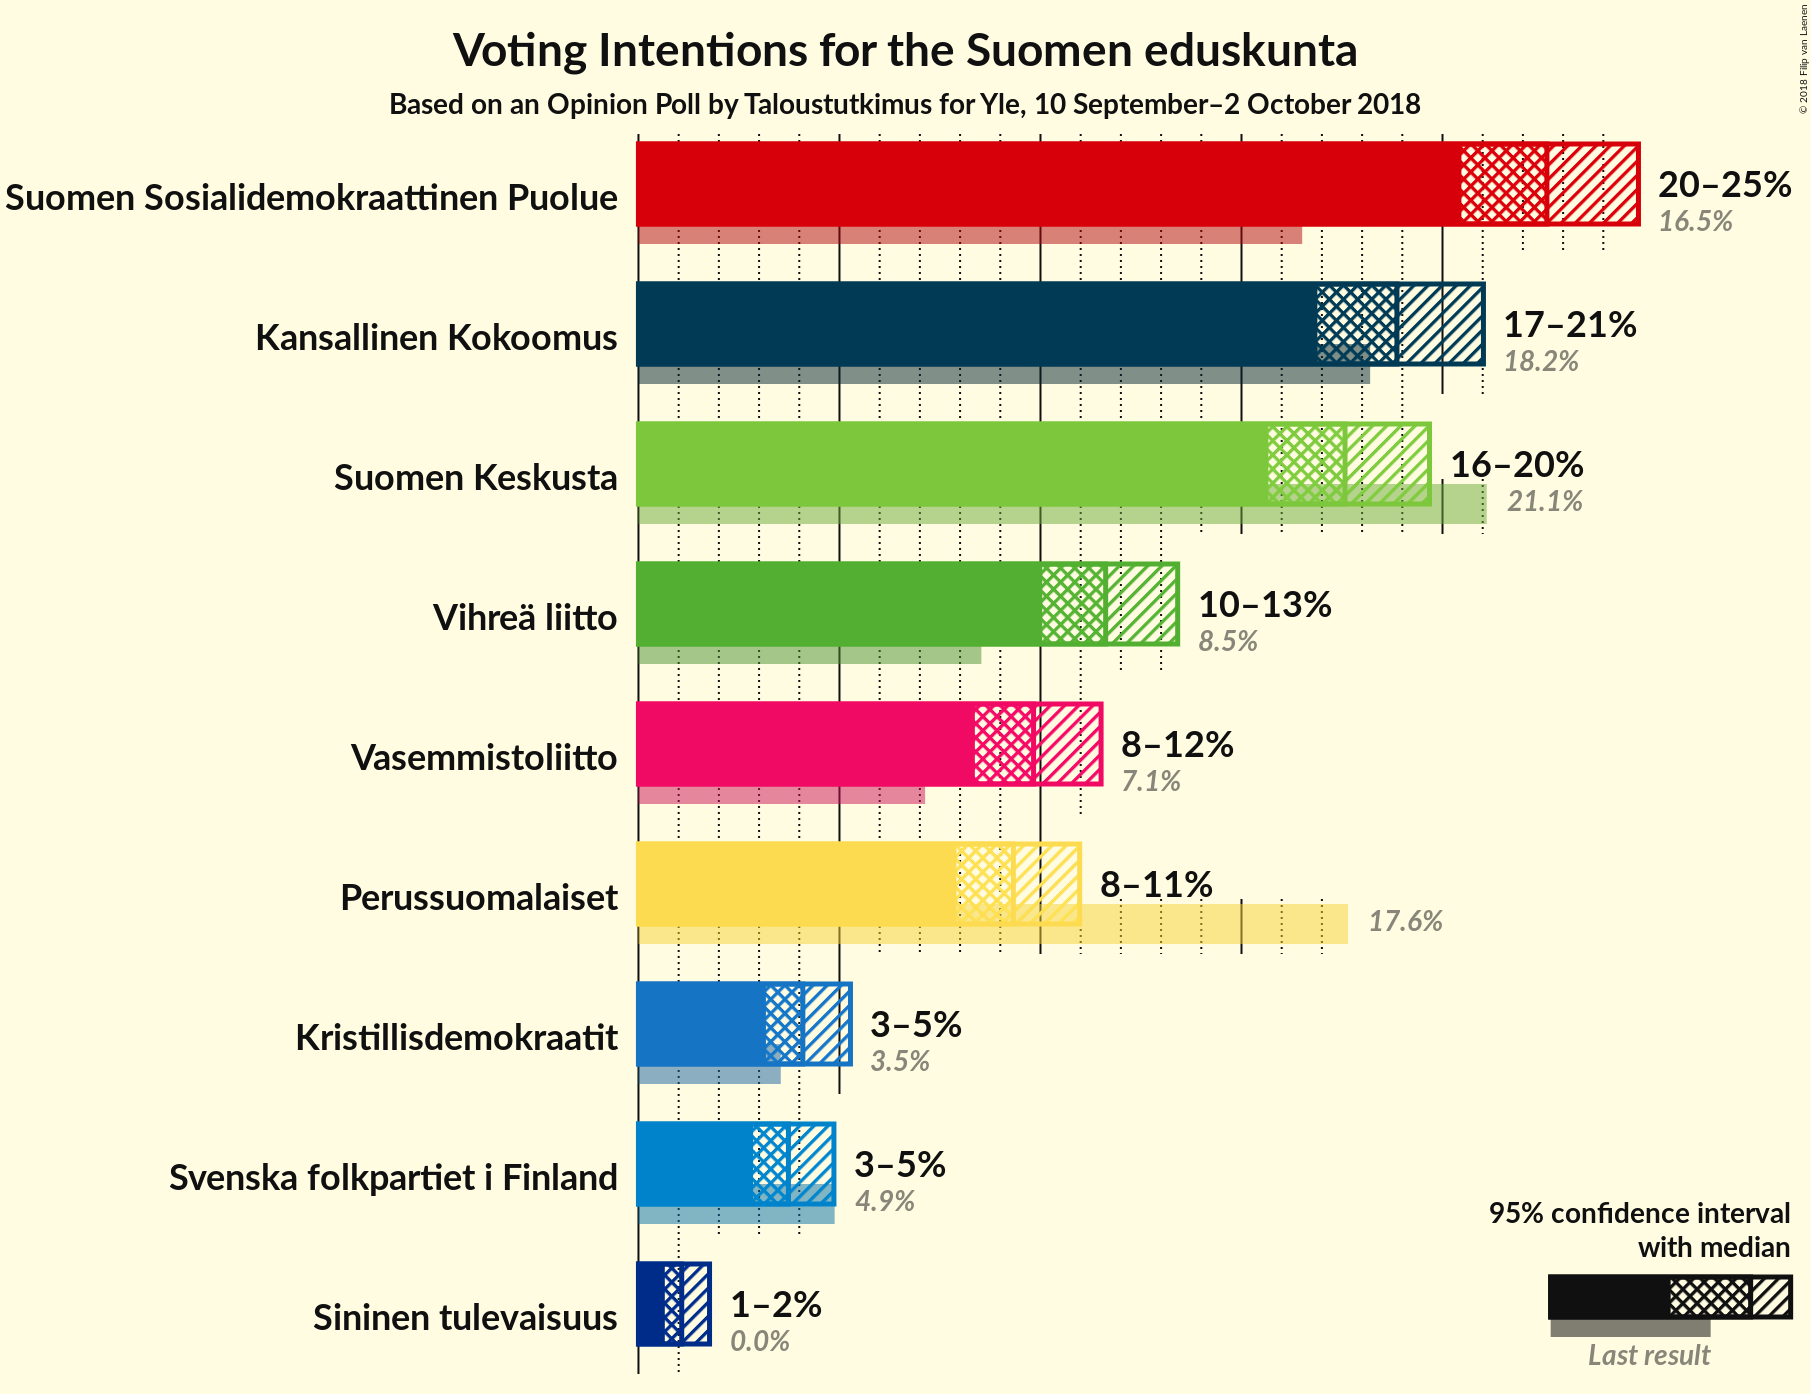 Voting Intentions for the Suomen eduskunta
Based on an Opinion Poll by Taloustutkimus for Yle, 10 September–2 October 2018
© 2018 Filip van Laenen
Suomen Sosialidemokraattinen Puolue
20–25%
16.5%
Kansallinen Kokoomus
17–21%
18.2%
Suomen Keskusta
16–20%
21.1%
Vihreä liitto
10–13%
8.5%
Vasemmistoliitto
8–12%
7.1%
Perussuomalaiset
8–11%
17.6%
Kristillisdemokraatit
3–5%
3.5%
Svenska folkpartiet i Finland
3–5%
4.9%
Sininen tulevaisuus
1–2%
0.0%
95% confidence interval
with median
Last result